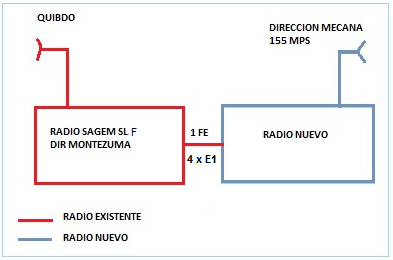 QUIBDO
DIRECCION MECANA
155 MPS
RADIO SAGEM SL F
DIR MONTEZUMA
1 FE
4 x E1
RADIO NUEVO
RADIO EXISTENTE
RADIO NUEVO